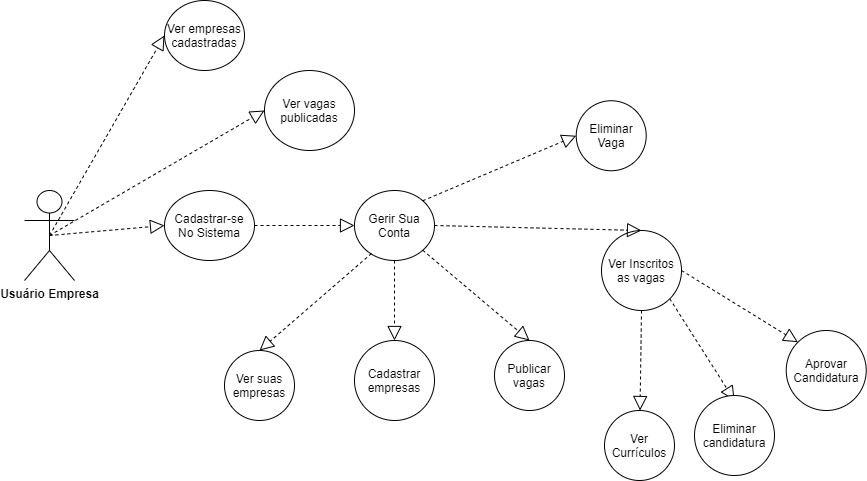 Ver empresas
cadastradas
Ver vagas
publicadas
Eliminar
Vaga
Cadastrar-se
No Sistema
Gerir Sua
Conta
Ver Inscritos
as vagas
Usuário Empresa
Ver suas
empresas
Cadastrar
empresas
Publicar
vagas
Aprovar
Candidatura
Ver
Currículos
Eliminar
candidatura